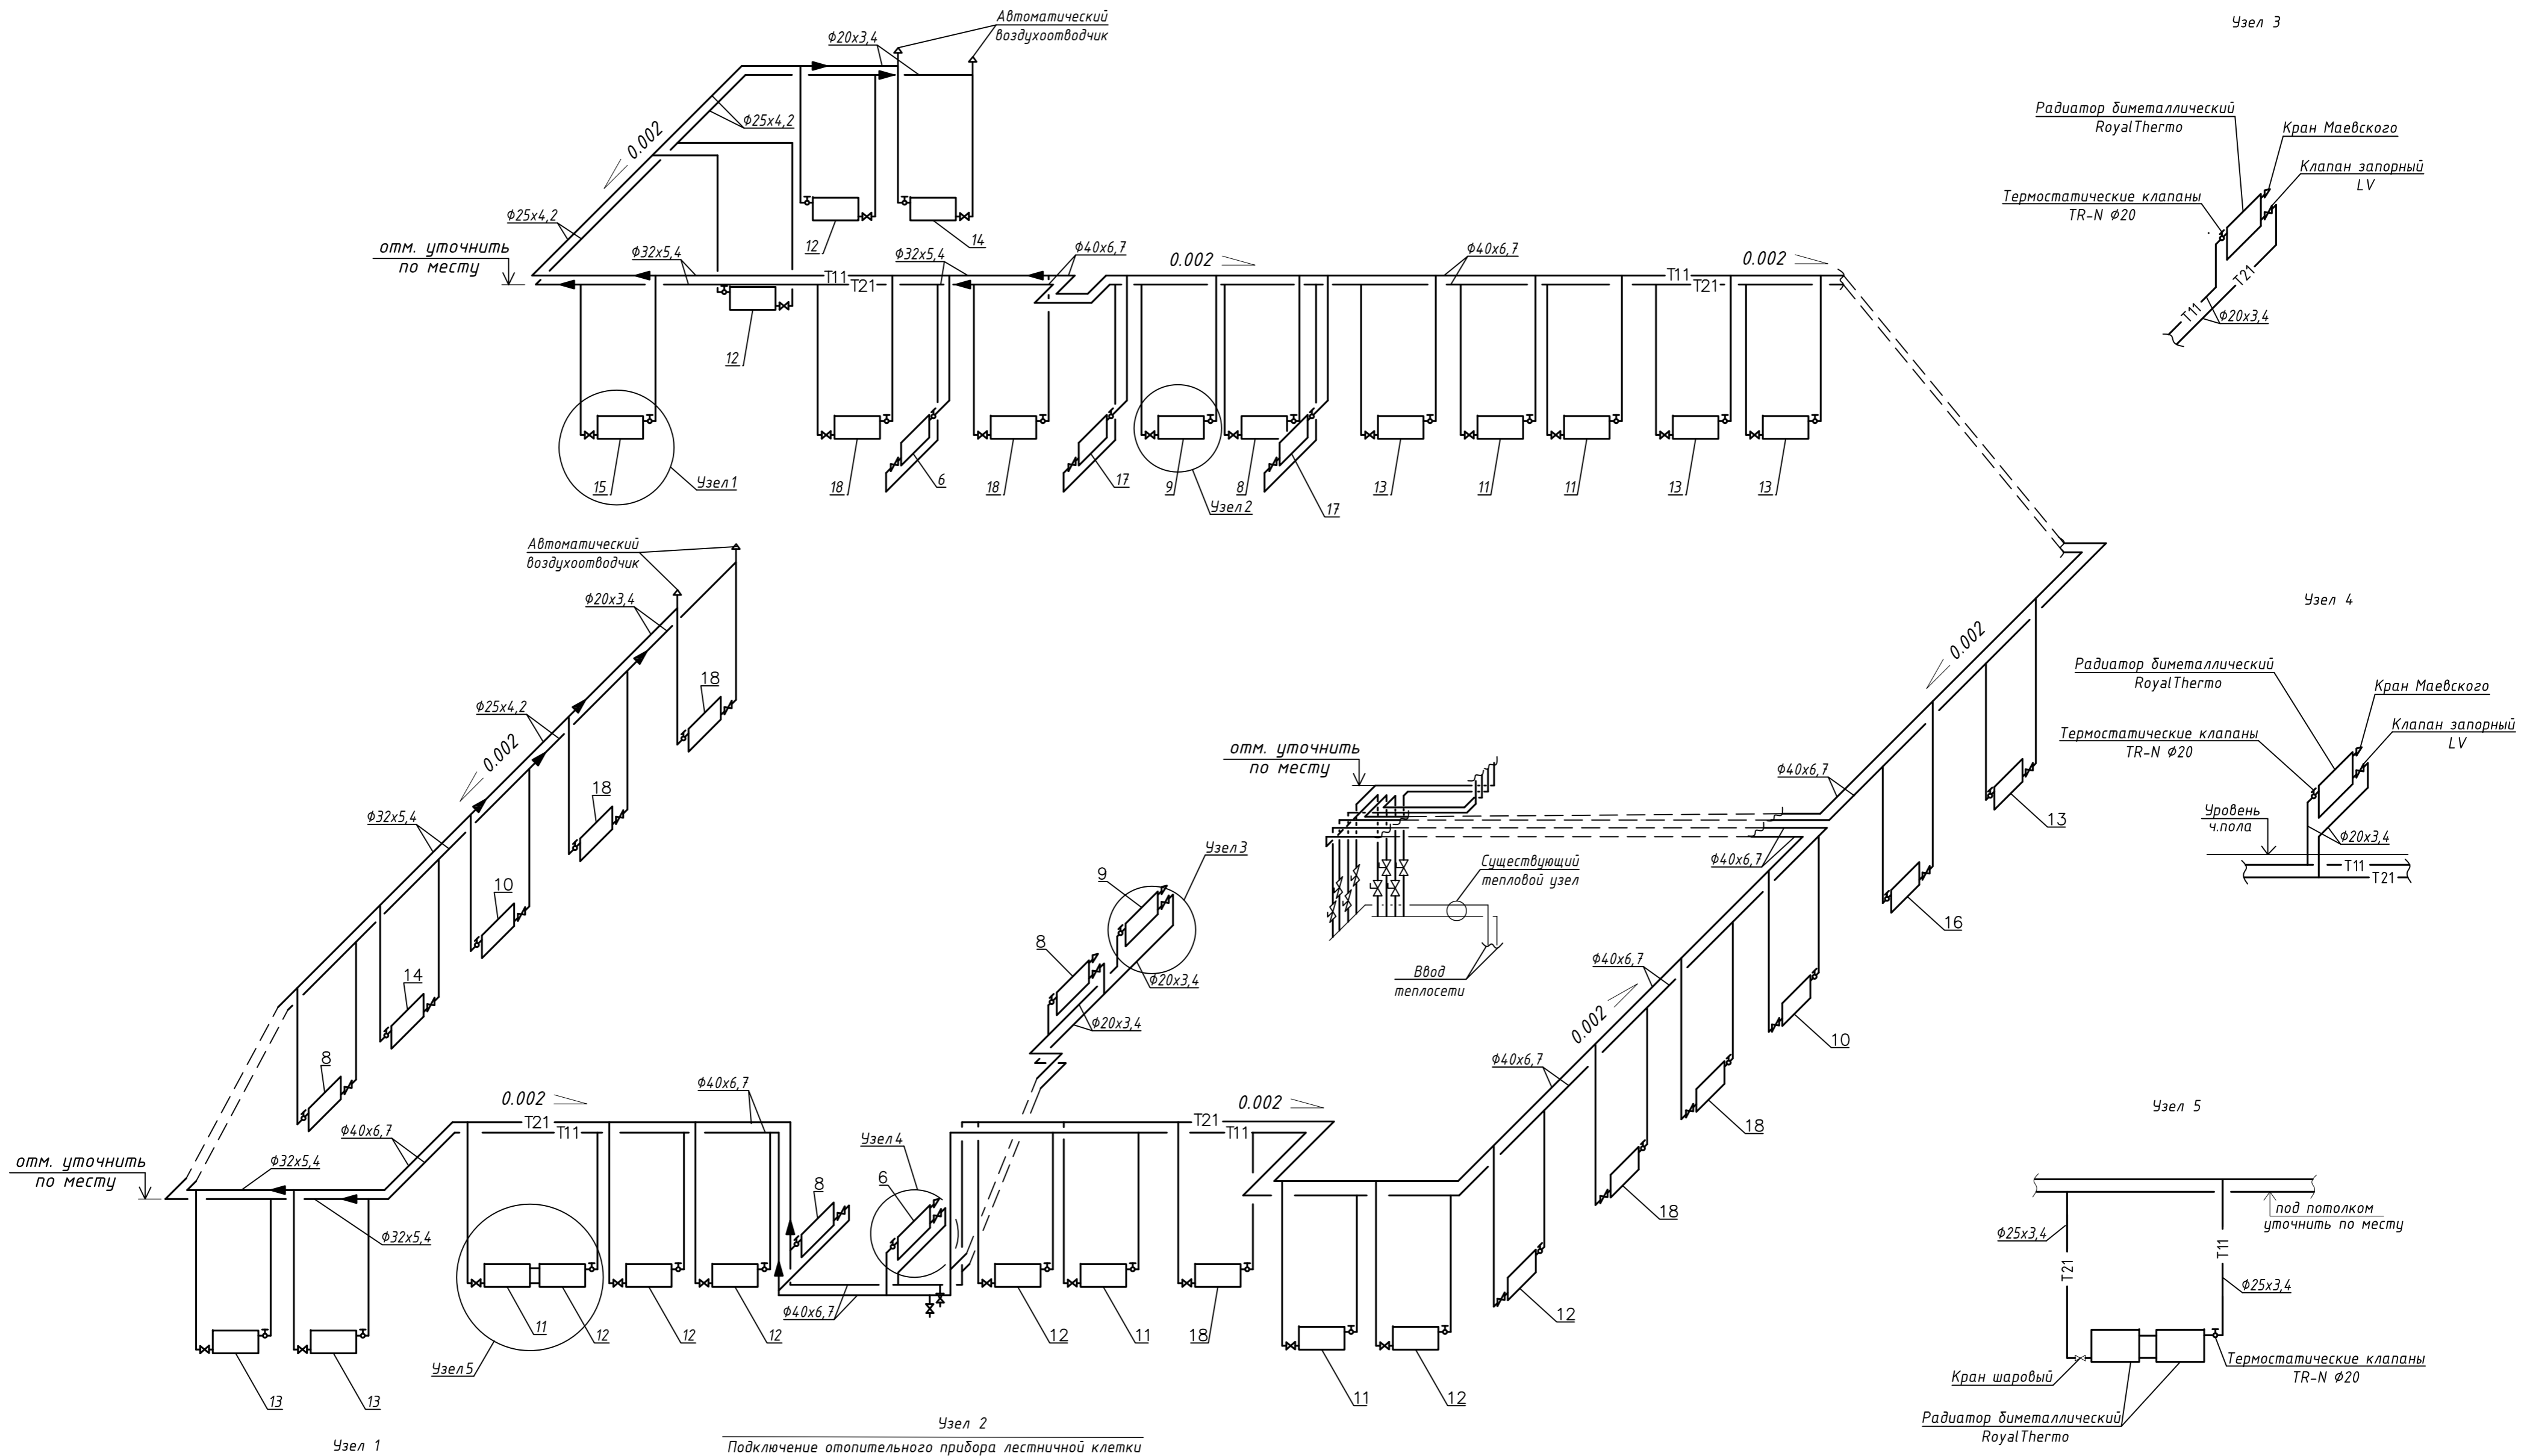 Автоматический
воздухоотводчик
Ф20х3,4
Ф25х4,2
0.002
Ф25х4,2
отм. уточнить
по месту
12
14
Ф32х5,4
Т11
Т21
Ф32х5,4
Ф40х6,7
0.002
Ф40х6,7
Т11
Т21
0.002
12
15
Узел 1
18
6
18
17
9
Узел 2
8
17
13
11
11
13
13
Узел 3
Радиатор биметаллический
RoyalThermo
Кран Маевского
Клапан запорный
LV
Термостатические клапаны
TR-N Ф20
Т11
Т21
Ф20х3,4
Автоматический
воздухоотводчик
Ф20х3,4
18
Ф25х4,2
0.002
18
Ф32х5,4
10
14
8
0.002
Ф40х6,7
13
16
отм. уточнить
по месту
Ф40х6,7
Существующий
тепловой узел
Ввод
теплосети
Узел 3
9
8
Ф20х3,4
Ф20х3,4
Ф40х6,7
0.002
Ф40х6,7
10
18
18
12
Узел 4
Радиатор биметаллический
RoyalThermo
Кран Маевского
Клапан запорный
LV
Термостатические клапаны
TR-N Ф20
Уровень
ч.пола
Ф20х3,4
Т11
Т21
отм. уточнить
по месту
Ф32х5,4
Ф32х5,4
Ф40х6,7
0.002
Т21
Т11
Ф40х6,7
Узел 4
8
6
Ф40х6,7
0.002
Т21
Т11
13
13
11
12
Узел 5
12
12
12
11
18
11
12
Узел 5
под потолком
уточнить по месту
Ф25х3,4
Т21
Т11
Ф25х3,4
Кран шаровый
Термостатические клапаны
TR-N Ф20
Радиатор биметаллический
RoyalThermo
Узел 1
Узел 2
Подключение отопительного прибора лестничной клетки